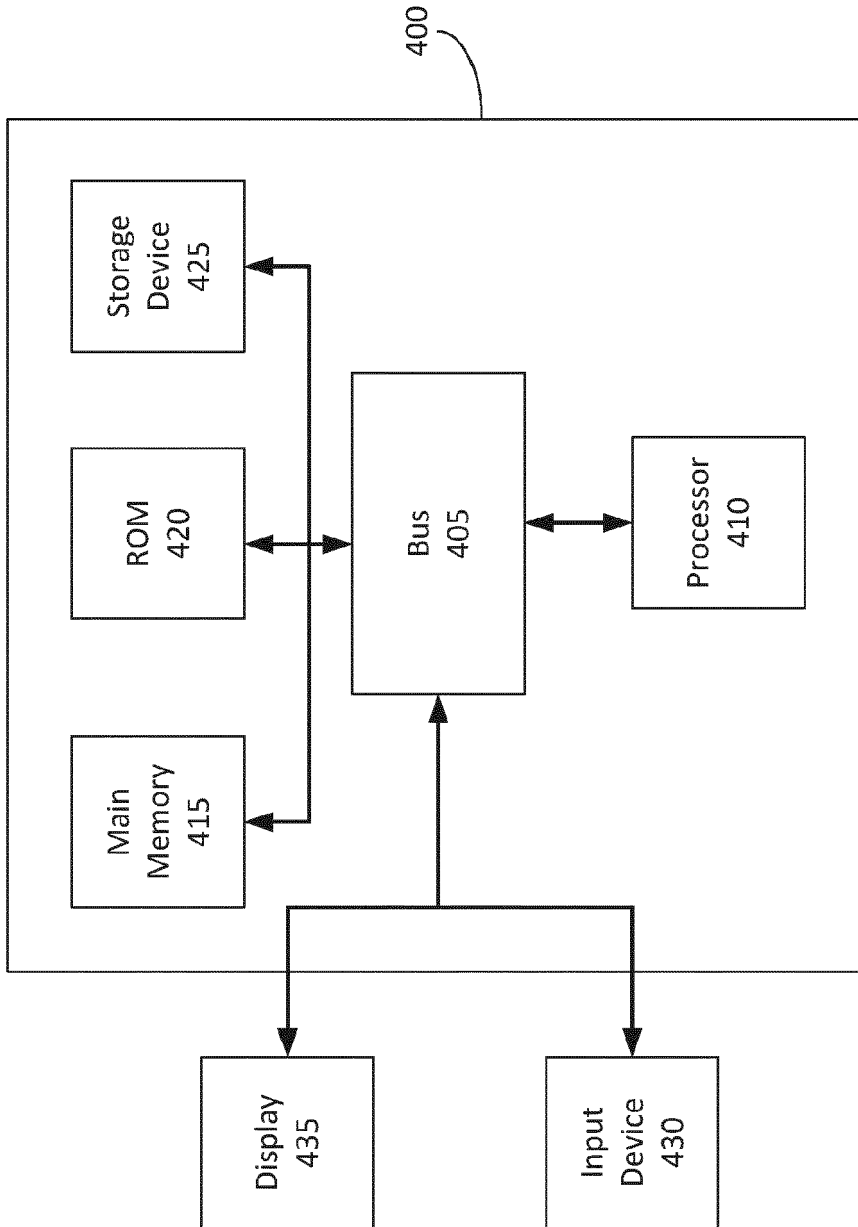 Main
Memory
415
ROM
420
Storage
Device
425
Display
435
Bus
405
Input
Device
430
Processor
410
400